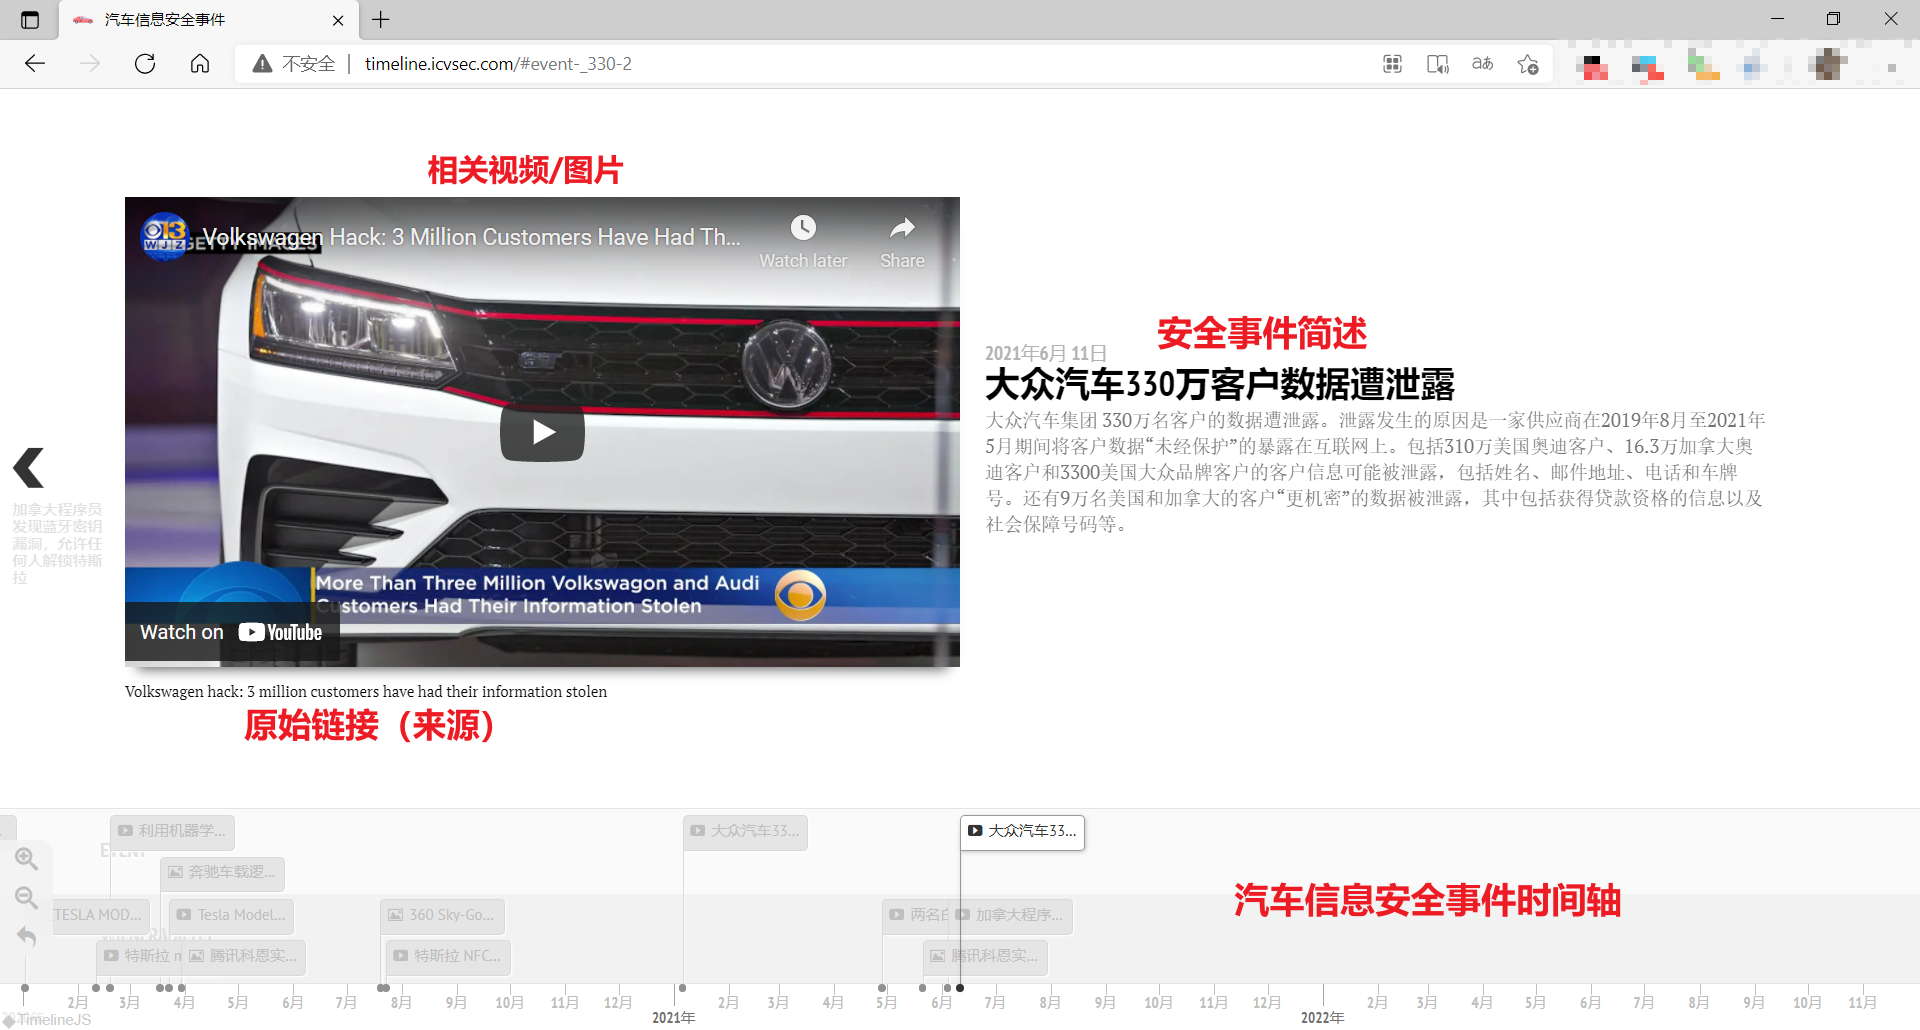 汽车信息安全事件
不安全
timeline.icvsec.com/#event-_330-2
aあ
相关视频/图片
Volkswagen Hack: 3 Million Customers Have Had Th...
Watch later
Share
13
WJZ
GETTY IMAGES
More Than Three Million Volkswagon and Audi
Customers Had Their Information Stolen
Watch on YouTube
Volkswagen hack: 3 million customers have had their information stolen
原始链接（来源）
安全事件简述
2021年6月 11日
大众汽车330万客户数据遭泄露
大众汽车集团 330万名客户的数据遭泄露。泄露发生的原因是一家供应商在2019年8月至2021年
5月期间将客户数据“未经保护”的暴露在互联网上。包括310万美国奥迪客户、16.3万加拿大奥
迪客户和3300美国大众品牌客户的客户信息可能被泄露，包括姓名、邮件地址、电话和车牌
号。还有9万名美国和加拿大的客户“更机密”的数据被泄露，其中包括获得贷款资格的信息以及
社会保障号码等。
加拿大程序员
发现蓝牙密钥
漏洞，允许任
何人解锁特斯
拉
利用机器学...
大众汽车33...
大众汽车33...
EVENT
奔驰车载逻...
汽车信息安全事件时间轴
TESLA MOD...
Tesla Model...
360 Sky-Go...
两名白
加拿大程序...
特斯拉 n
腾讯科恩实...
特斯拉 NFC...
腾讯科恩实...
2月 3月 4月 5月 6月 7月 8月 9月 10月 11月 12月 2月 3月 4月 5月 6月 7月 8月 9月 10月 11月 12月 2月 3月 4月 5月 6月 7月 8月 9月 10月 11月
2020年 2021年 2022年
TimelineJS